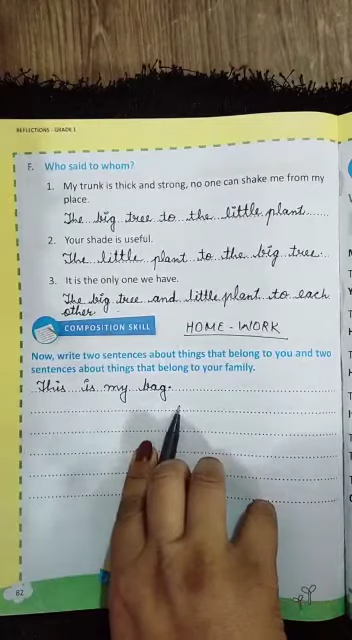 REFLECTIONS - GRADE 1
F. Who said to whom?
1. My trunk is thick and strong, no one can shake me from my
place.
The big tree to the little plant......
2. Your shade is useful.
The little plant to the big tree...
3. It is the only one we have.
The big tree and little plant to each
other.
COMPOSITION SKILL
HOME - WORK
Now, write two sentences about things that belong to you and two
sentences about things that belong to your family.
This is my bag.
82